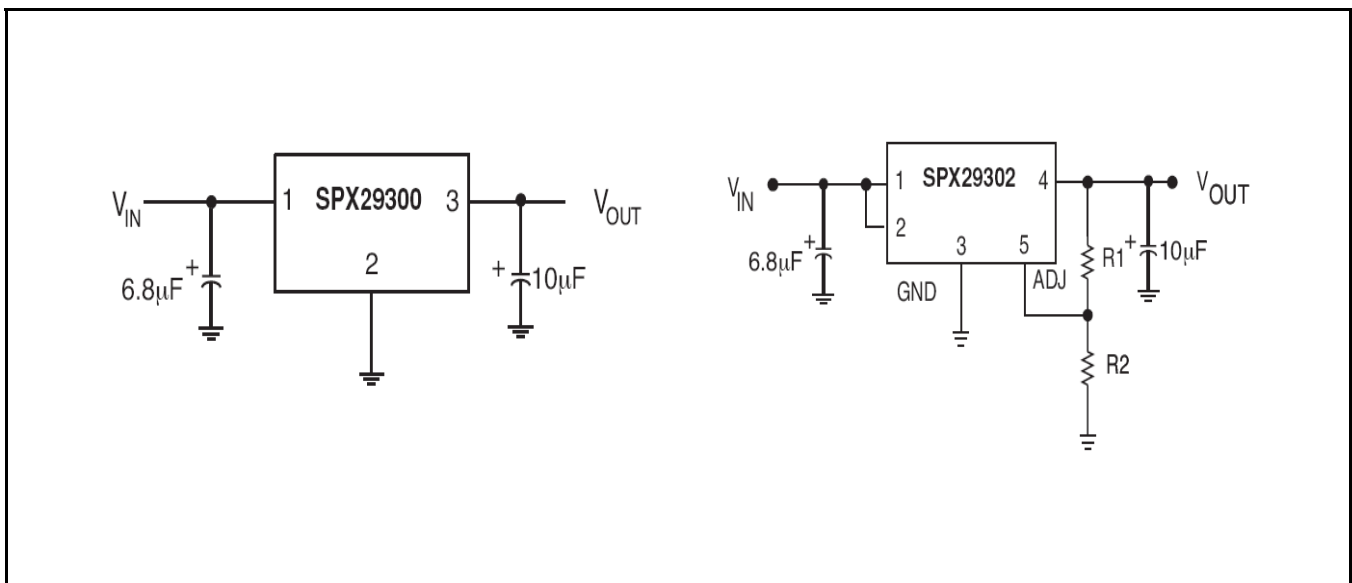 V_IN
1 SPX29300 3
V_OUT
2
+
6.8µF
+
10µF
V_IN
1 SPX29302 4
V_OUT
2
3 5
+
6.8µF
GND
ADJ
R1
+
10µF
R2